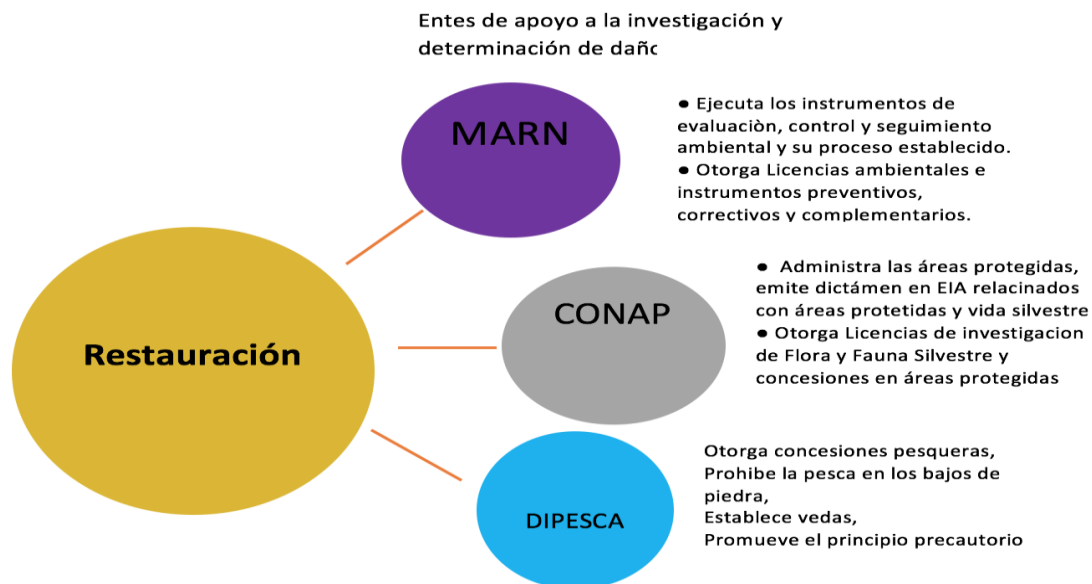 Entes de apoyo a la investigación y
determinación de dañc
MARN
● Ejecuta los instrumentos de
evaluaciòn, control y seguimiento
ambiental y su proceso establecido.
● Otorga Licencias ambientales e
instrumentos preventivos,
correctivos y complementarios.
Restauración
CONAP
● Administra las áreas protegidas,
emite dictámen en EIA relacinados
con áreas protetidas y vida silvestre
● Otorga Licencias de investigacion
de Flora y Fauna Silvestre y
concesiones en áreas protegidas
DIPESCA
Otorga concesiones pesqueras,
Prohibe la pesca en los bajos de
piedra,
Establece vedas,
Promueve el principio precautorio